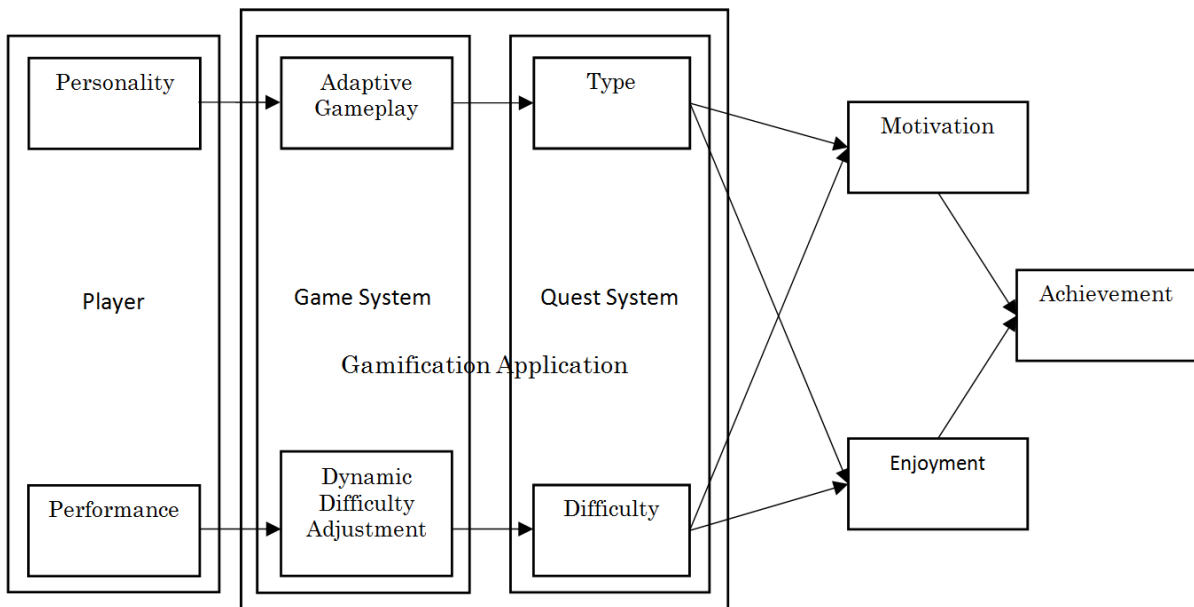 Personality
Adaptive
Gameplay
Type
Motivation
Player
Game System
Quest System
Achievement
Gamification Application
Performance
Dynamic
Difficulty
Adjustment
Difficulty
Enjoyment